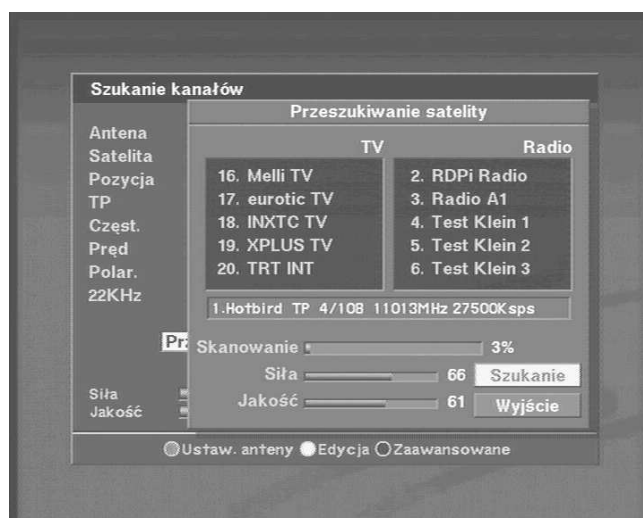 Szukanie kanałów
Przeszukiwanie satelity
Antena
Satelita
Pozycja
TP
Częst.
Pręd
Polar.
22KHz
TV
16. Melli TV
17. eurotic TV
18. INXTC TV
19. XPLUS TV
20. TRT INT
Radio
2. RDPi Radio
3. Radio A1
4. Test Klein 1
5. Test Klein 2
6. Test Klein 3
1.Hotbird TP 4/108 11013MHz 27500Ksps
Skanowanie 3%
Siła 66 Szukanie
Jakość 61 Wyjście
Siła
Jakość
Ustaw. anteny Edycja Zaawansowane